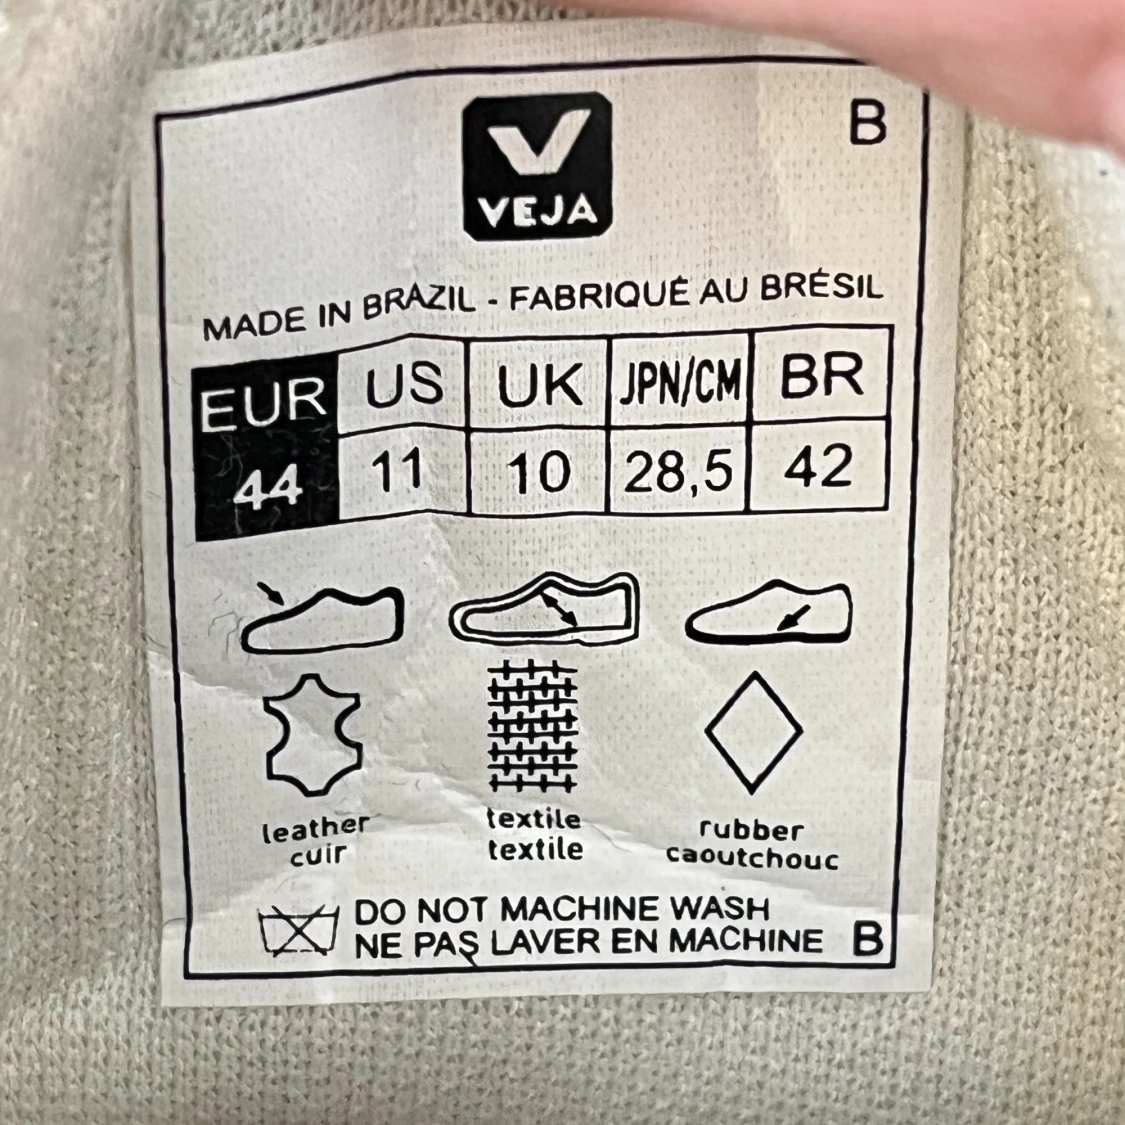 B
VEJA
MADE IN BRAZIL - FABRIQUÉ AU BRÉSIL
EUR US UK JPN/CM BR
44 11 10 28,5 42
leather textile rubber
cuir textile caoutchouc
DO NOT MACHINE WASH
NE PAS LAVER EN MACHINE B